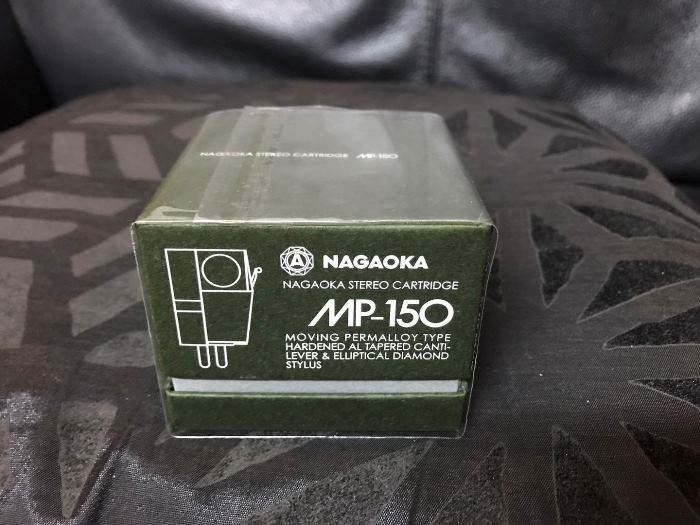 NAGAOKA STEREO CARTRIDGE MP-150
A NAGAOKA
NAGAOKA STEREO CARTRIDGE
MP-150
MOVING PERMALLOY TYPE
HARDENED AL TAPERED CANTI-
LEVER & ELLIPTICAL DIAMOND
STYLUS